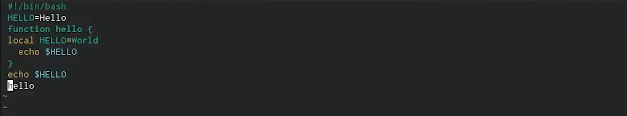 #!/bin/bash
HELLO=Hello
function hello {
local HELLO=World
  echo $HELLO
}
echo $HELLO
hello
~
~